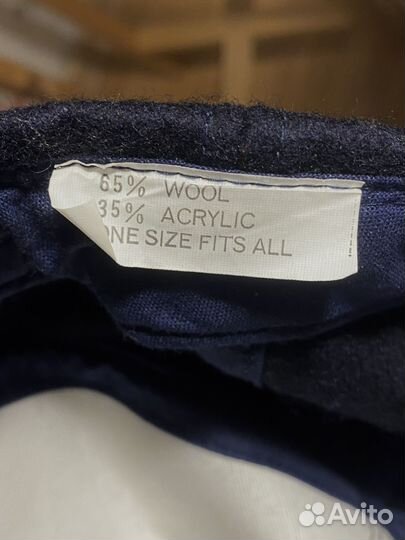 65% WOOL
35% ACRYLIC
ONE SIZE FITS ALL
Avito